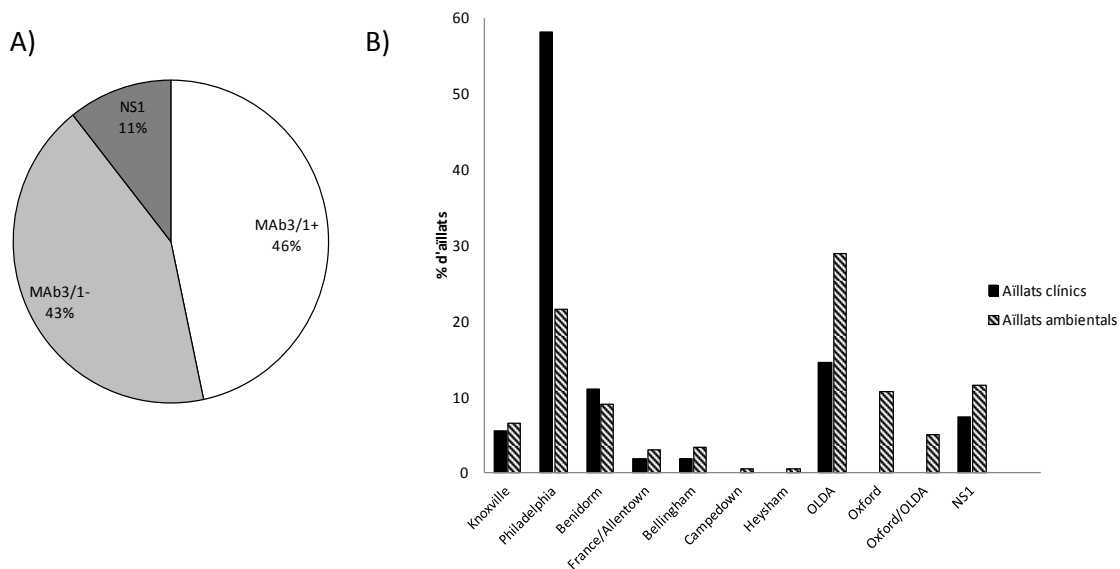 A)
NS1
11%
MAb3/1+
46%
MAb3/1-
43%
B)
% d'aïllats
60
50
40
30
20
10
0
Knoxville
Philadelphia
Benidorm
France/Allentown
Bellingham
Campedown
Heysham
OLDA
Oxford
Oxford/OLDA
NS1
Aïllats clínics
Aïllats ambientals